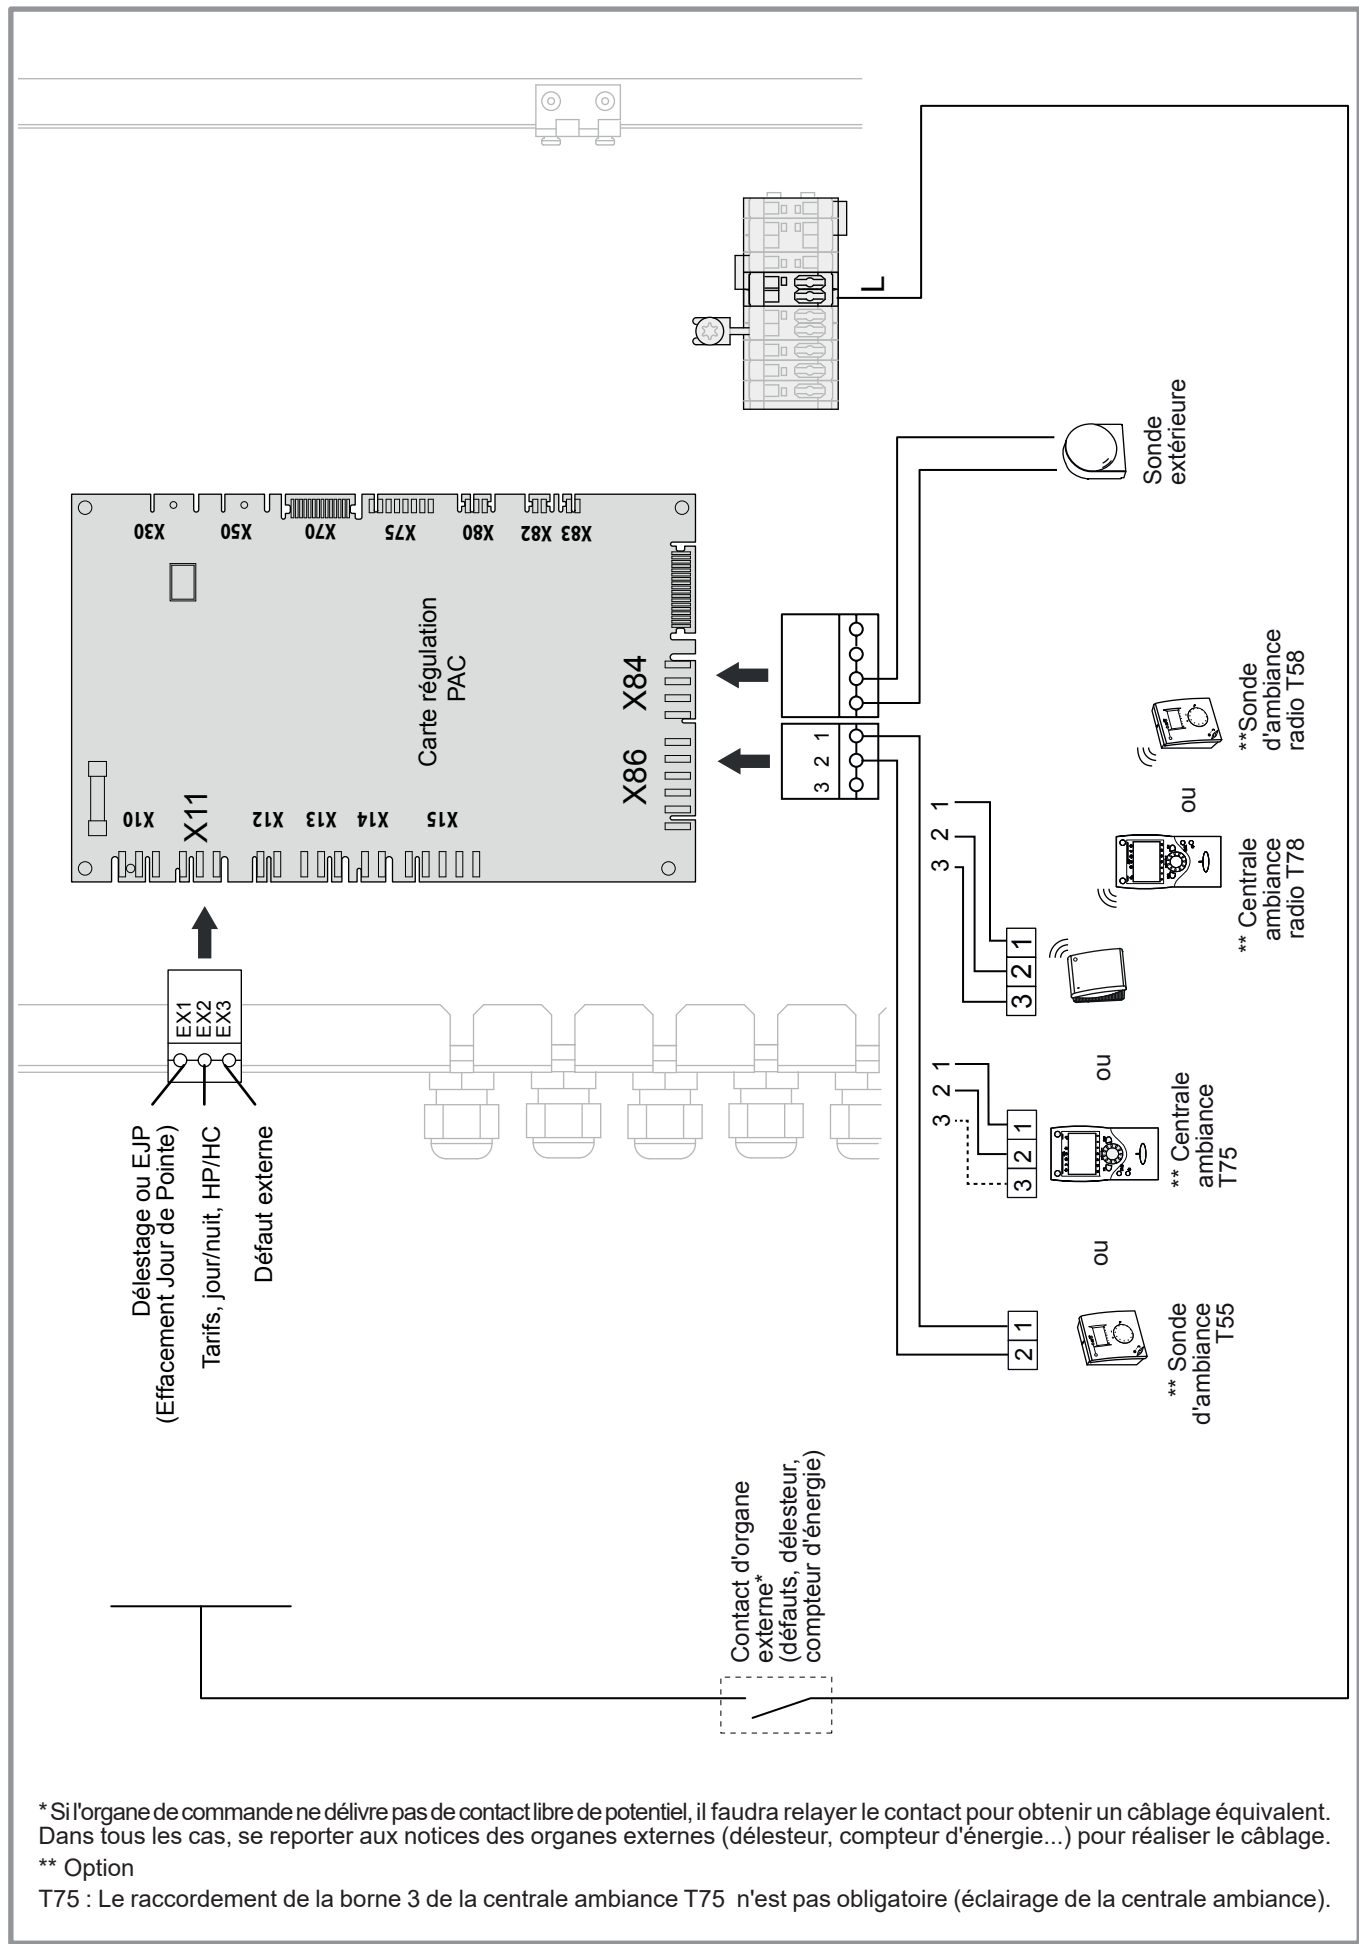 L
Sonde
extérieure
X30
X50
X70
X75
X80
X82
X83
Carte régulation
PAC
X84
X86
X10
X11
X12
X13
X14
X15
1
2
3
**Sonde
d'ambiance
radio T58
ou
** Centrale
ambiance
radio T78
1
2
3
1
2
3
ou
1
2
3
1
2
3
** Centrale
ambiance
T75
ou
1
2
** Sonde
d'ambiance
T55
EX1
EX2
EX3
Délestage ou EJP
(Effacement Jour de Pointe)
Tarifs, jour/nuit, HP/HC
Défaut externe
Contact d'organe
externe*
(défauts, délesteur,
compteur d'énergie)
* Si l'organe de commande ne délivre pas de contact libre de potentiel, il faudra relayer le contact pour obtenir un câblage équivalent.
Dans tous les cas, se reporter aux notices des organes externes (délesteur, compteur d'énergie...) pour réaliser le câblage.
** Option
T75 : Le raccordement de la borne 3 de la centrale ambiance T75 n'est pas obligatoire (éclairage de la centrale ambiance).